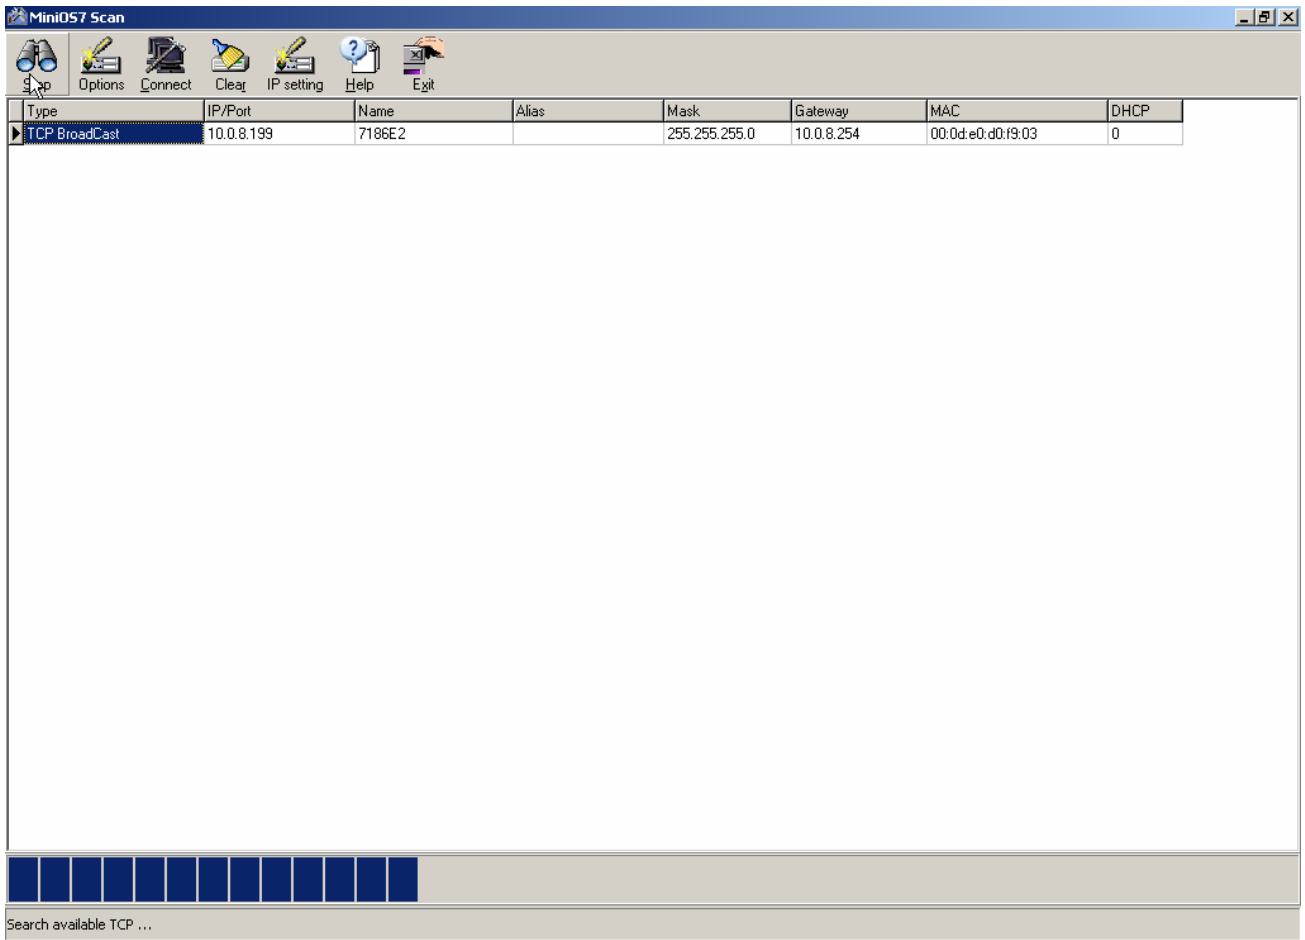 MiniOS7 Scan
Options Connect Clear IP setting Help Exit
Type IP/Port Name Alias Mask Gateway MAC DHCP
TCP BroadCast 10.0.8.199 7186E2 255.255.255.0 10.0.8.254 00:0d:e0:d0:f9:03 0
Search available TCP ...